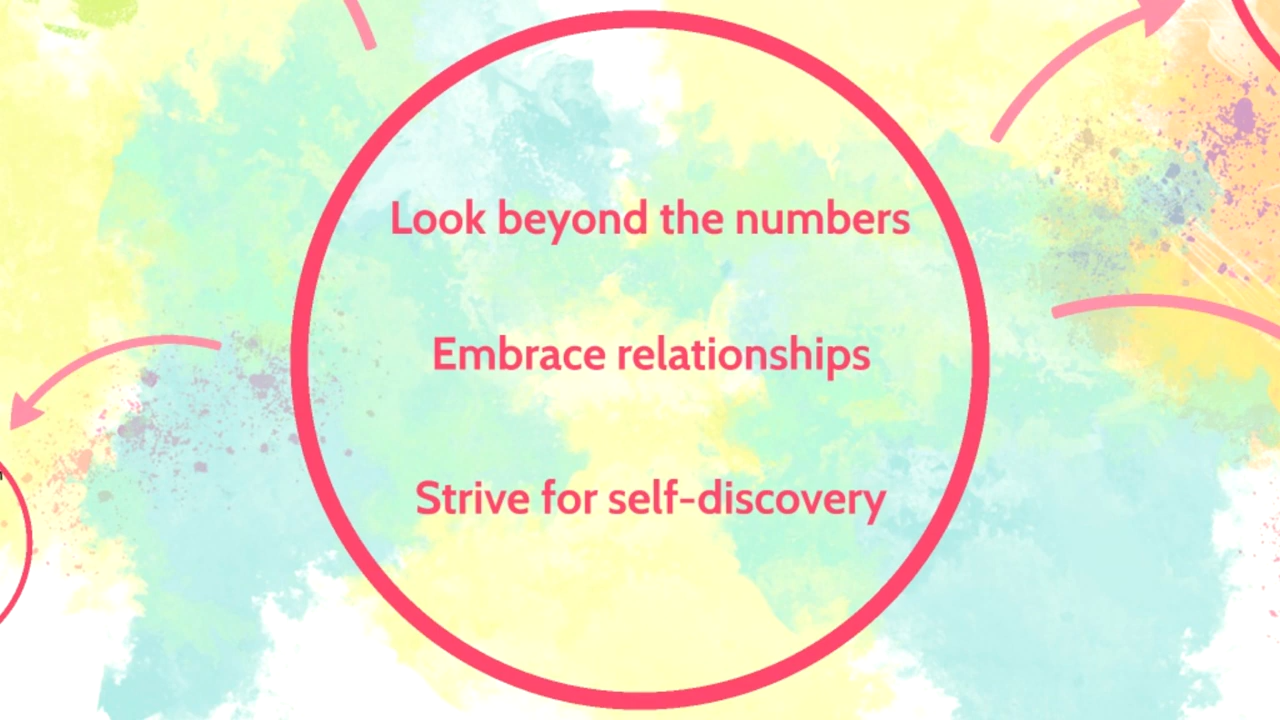 Look beyond the numbers
Embrace relationships
Strive for self-discovery